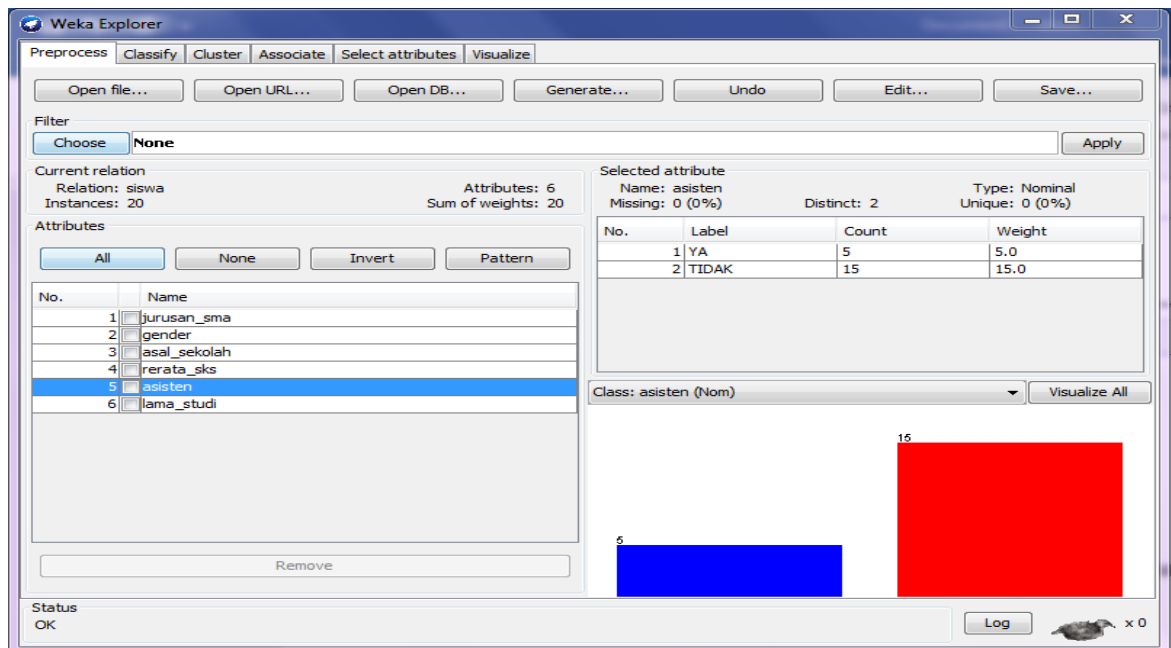 Weka Explorer
Preprocess Classify Cluster Associate Select attributes Visualize
Open file... Open URL... Open DB... Generate... Undo Edit... Save...
Filter
Choose None Apply
Current relation
Relation: siswa Attributes: 6
Instances: 20 Sum of weights: 20
Attributes
All None Invert Pattern
No. Name
1 jurusan_sma
2 gender
3 asal_sekolah
4 rerata_sks
5 asisten
6 lama_studi
Remove
Selected attribute
Name: asisten Type: Nominal
Missing: 0 (0%) Distinct: 2 Unique: 0 (0%)
No. Label Count Weight
1 YA 5 5.0
2 TIDAK 15 15.0
Class: asisten (Nom) Visualize All
15
5
Status
OK
Log x 0